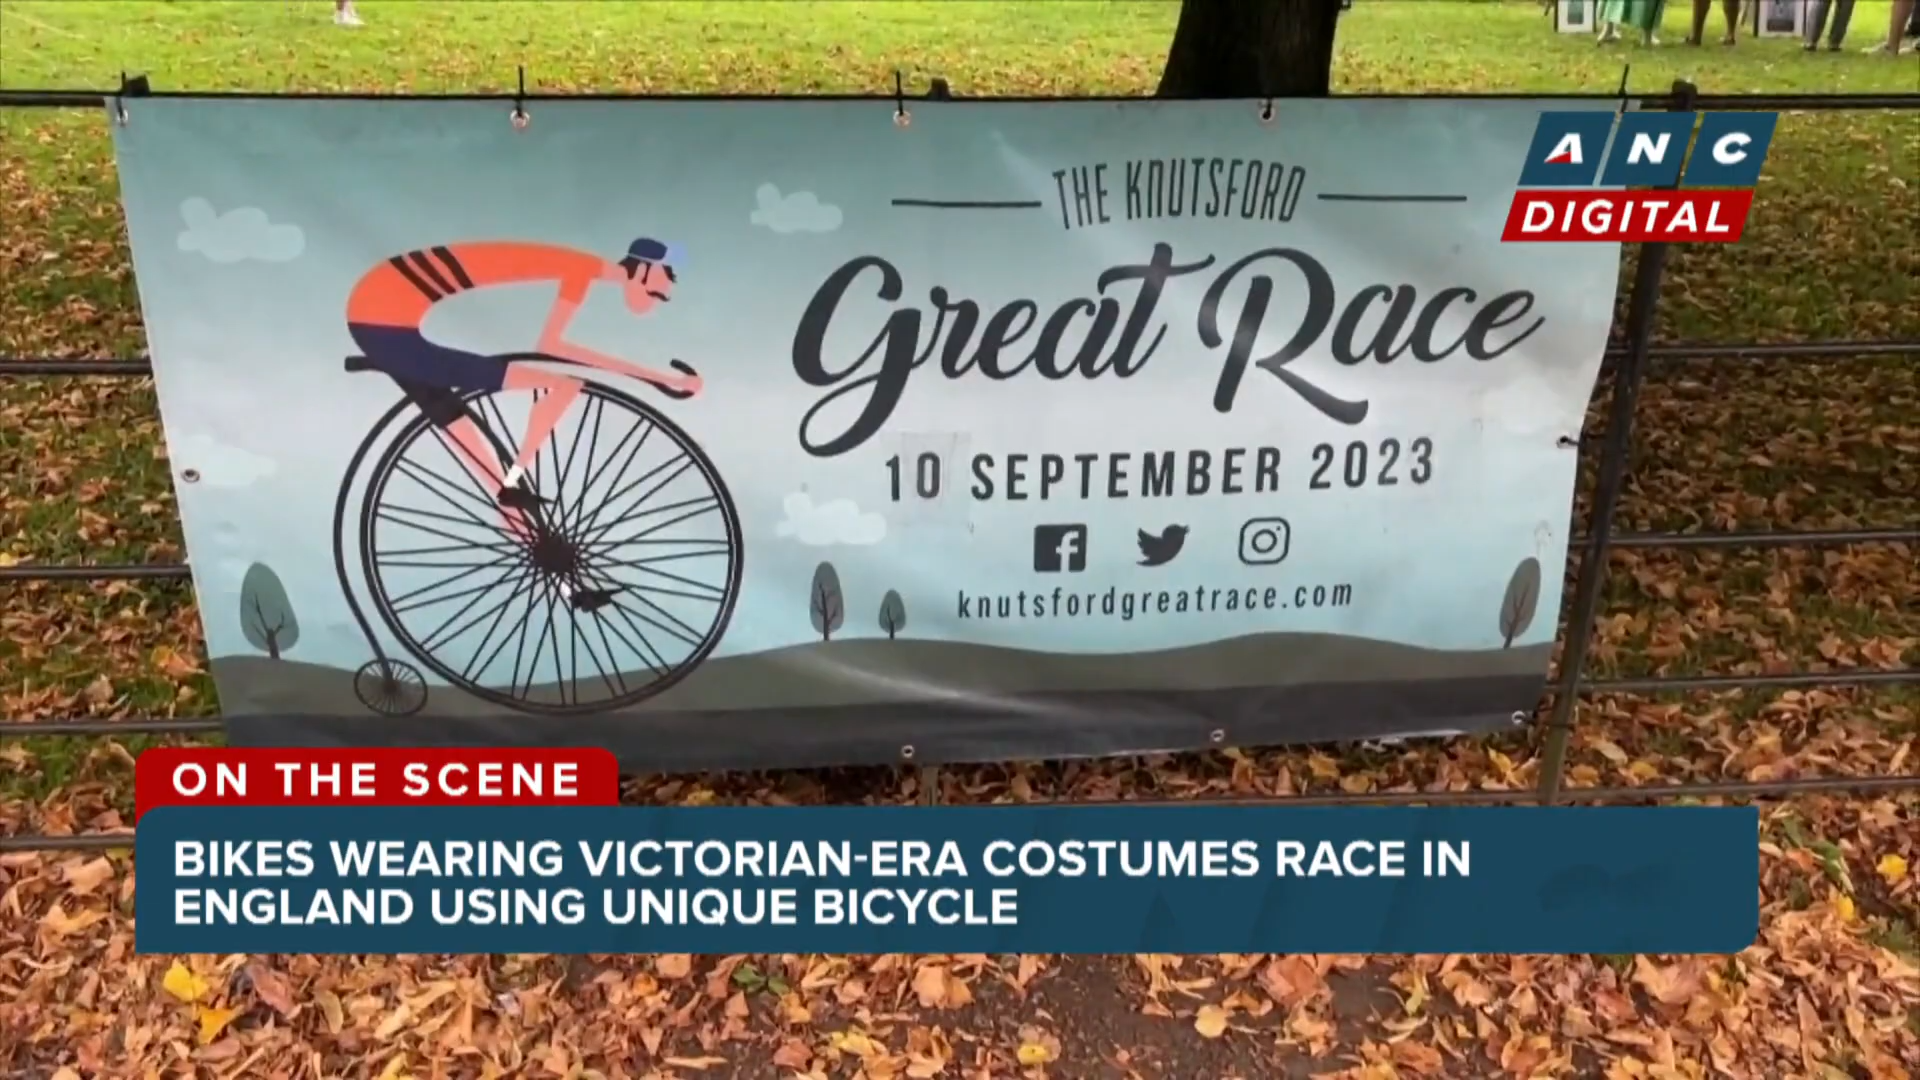 THE KNUTSFORD
Great Race
10 SEPTEMBER 2023
knutsfordgreatrace.com
ANC
DIGITAL
ON THE SCENE
BIKES WEARING VICTORIAN-ERA COSTUMES RACE IN
ENGLAND USING UNIQUE BICYCLE